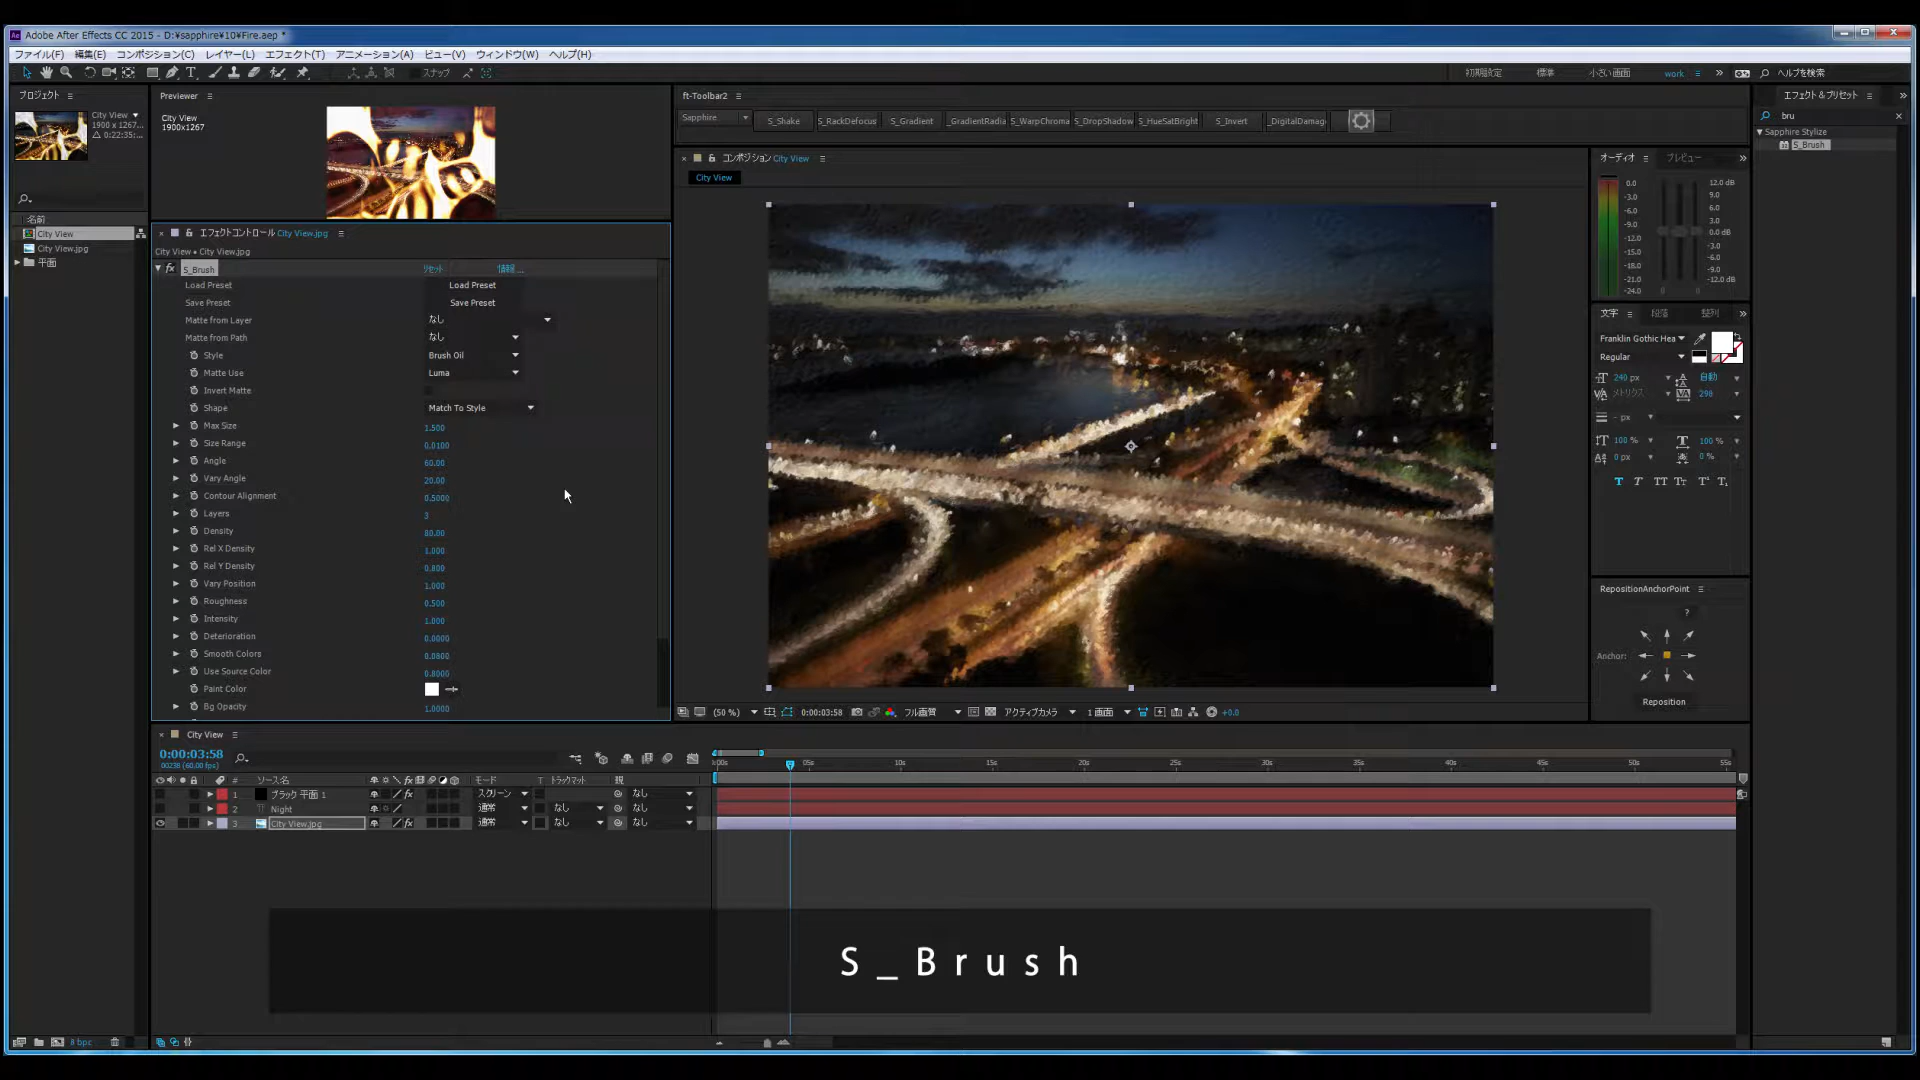 Adobe After Effects CC 2015 - D:¥sapphire¥10¥Fire.aep *
ファイル(F) 編集(E) コンポジション(C) レイヤー(L) エフェクト(T) アニメーション(A) ビュー(V) ウィンドウ(W) ヘルプ(H)
スナップ
初期設定 標準 小さい画面 work ヘルプを検索
プロジェクト
City View
1900 x 1267...
Δ 0:22:35:...
名前
City View
City View.jpg
平面
Previewer
City View
1900x1267
エフェクトコントロール City View.jpg
City View • City View.jpg
S_Brush リセット 情報...
Load Preset Load Preset
Save Preset Save Preset
Matte from Layer なし
Matte from Path なし
Style Brush Oil
Matte Use Luma
Invert Matte
Shape Match To Style
Max Size 1.500
Size Range 0.0100
Angle 60.00
Vary Angle 20.00
Contour Alignment 0.5000
Layers 3
Density 80.00
Rel X Density 1.000
Rel Y Density 0.800
Vary Position 1.000
Roughness 0.500
Intensity 1.000
Deterioration 0.0000
Smooth Colors 0.0600
Use Source Color 0.8000
Paint Color
Bg Opacity 1.0000
ft-Toolbar2
Sapphire S_Shake S_RackDefocus S_Gradient _GradientRadia S_WarpChroma S_DropShadow S_HueSatBright S_Invert _DigitalDamag
コンポジション City View
City View
(50 %) 0:00:03:58 フル画質 アクティブカメラ 1 画面 +0.0
オーディオ プレビュー
0.0
-3.0
-6.0
-9.0
-12.0
-15.0
-18.0
-21.0
-24.0
12.0 dB
9.0
6.0
3.0
0.0 dB
-3.0
-6.0
-9.0
-12.0 dB
0 0
文字 段落 整列
Franklin Gothic Hea
Regular
240 px 自動
メトリクス 298
- px
100 % 100 %
0 px 0 %
T T TT Tт T¹ T₁
RepositionAnchorPoint
?
Anchor:
Reposition
エフェクト＆プリセット
bru
Sapphire Stylize
S_Brush
City View
0:00:03:58
00238 (60.00 fps)
# ソース名 モード T トラックマット 親
1 ブラック 平面 1 スクリーン なし
2 Night 通常 なし なし
3 City View.jpg 通常 なし なし
):00s 05s 10s 15s 20s 25s 30s 35s 40s 45s 50s 55s
S_Brush
8 bpc